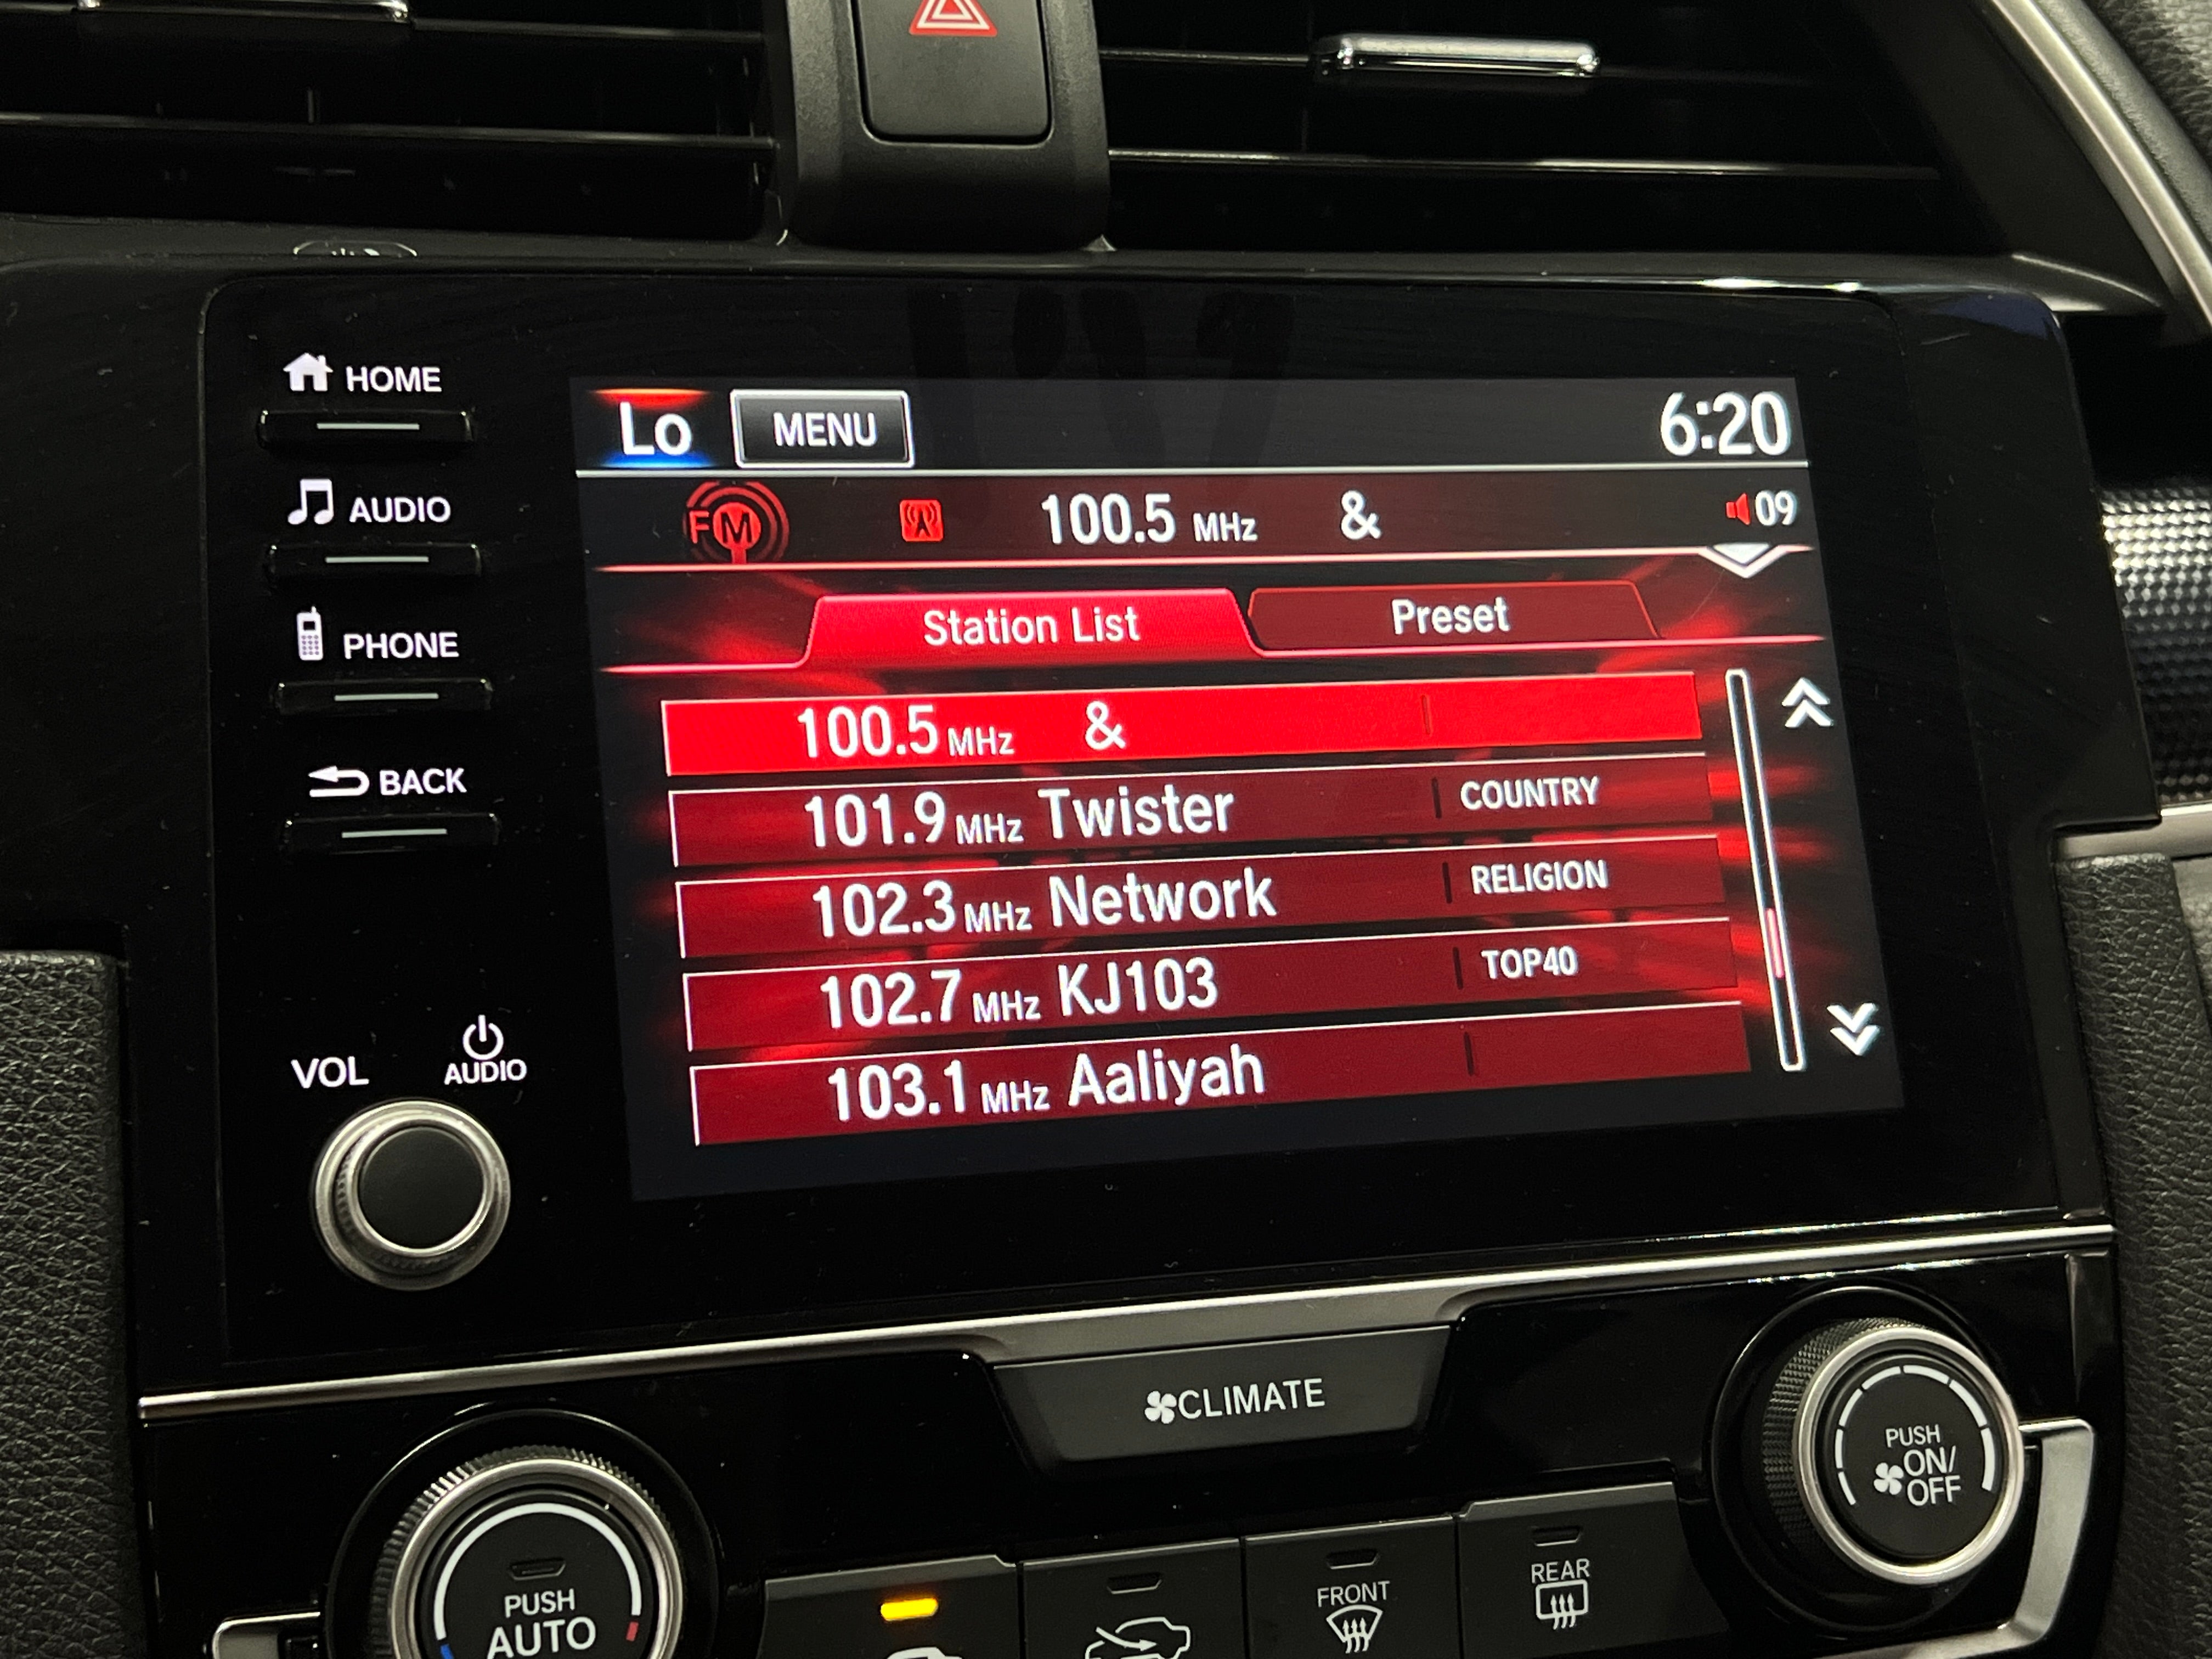 HOME
AUDIO
PHONE
BACK
VOL AUDIO
Lo MENU 6:20
FM 100.5 MHz & 09
Station List Preset
100.5 MHz &
101.9 MHz Twister COUNTRY
102.3 MHz Network RELIGION
102.7 MHz KJ103 TOP40
103.1 MHz Aaliyah
CLIMATE
PUSH
AUTO
FRONT
REAR
PUSH
ON/
OFF